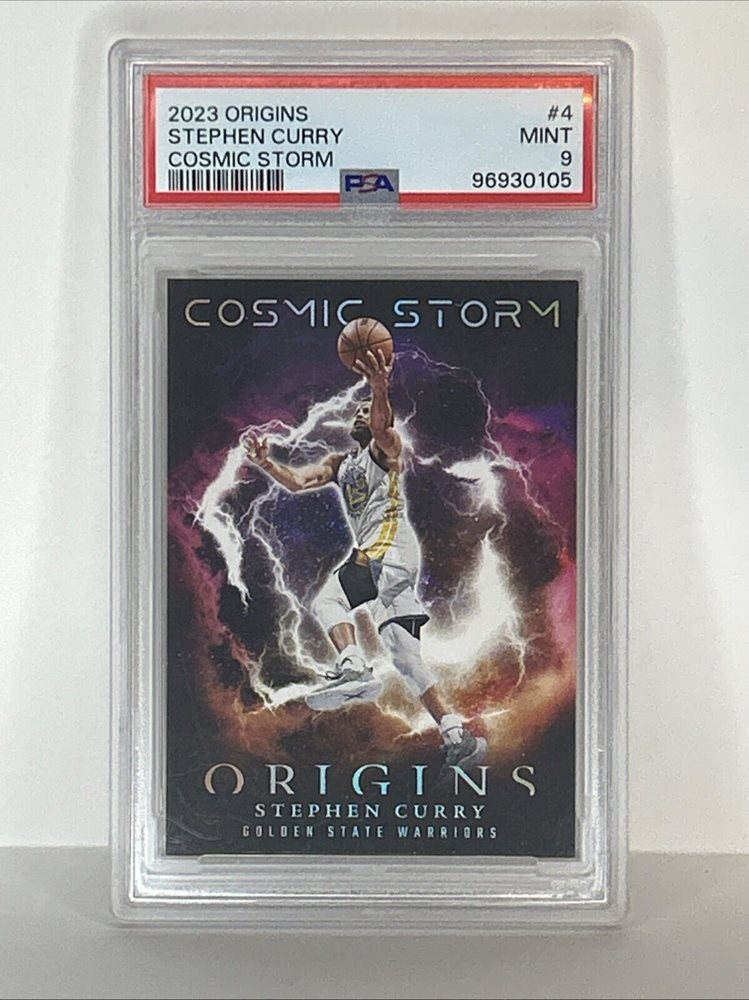 2023 ORIGINS #4
STEPHEN CURRY MINT
COSMIC STORM 9
PSA 96930105
COSMIC STORM
ORIGINS
STEPHEN CURRY
GOLDEN STATE WARRIORS